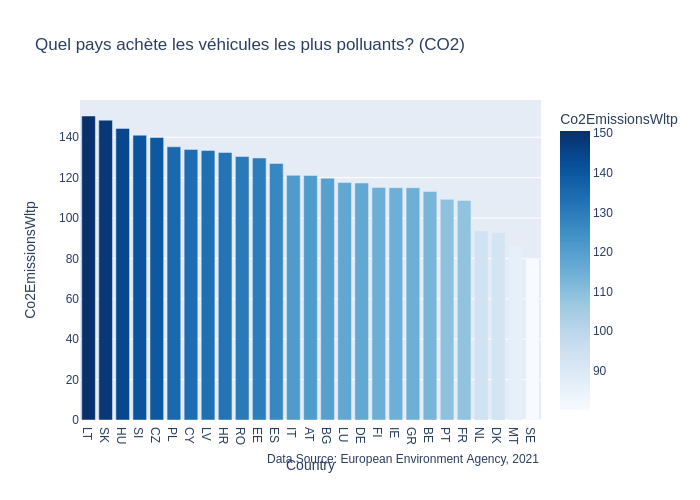 Quel pays achète les véhicules les plus polluants? (CO2)
Co2EmissionsWltp
150
140
130
120
110
100
90
Co2EmissionsWltp
140
120
100
80
60
40
20
0
LT SK HU SI CZ PL CY LV HR RO EE ES IT AT BG LU DE FI IE GR BE PT FR NL DK MT SE
Data Source: European Environment Agency, 2021
Country